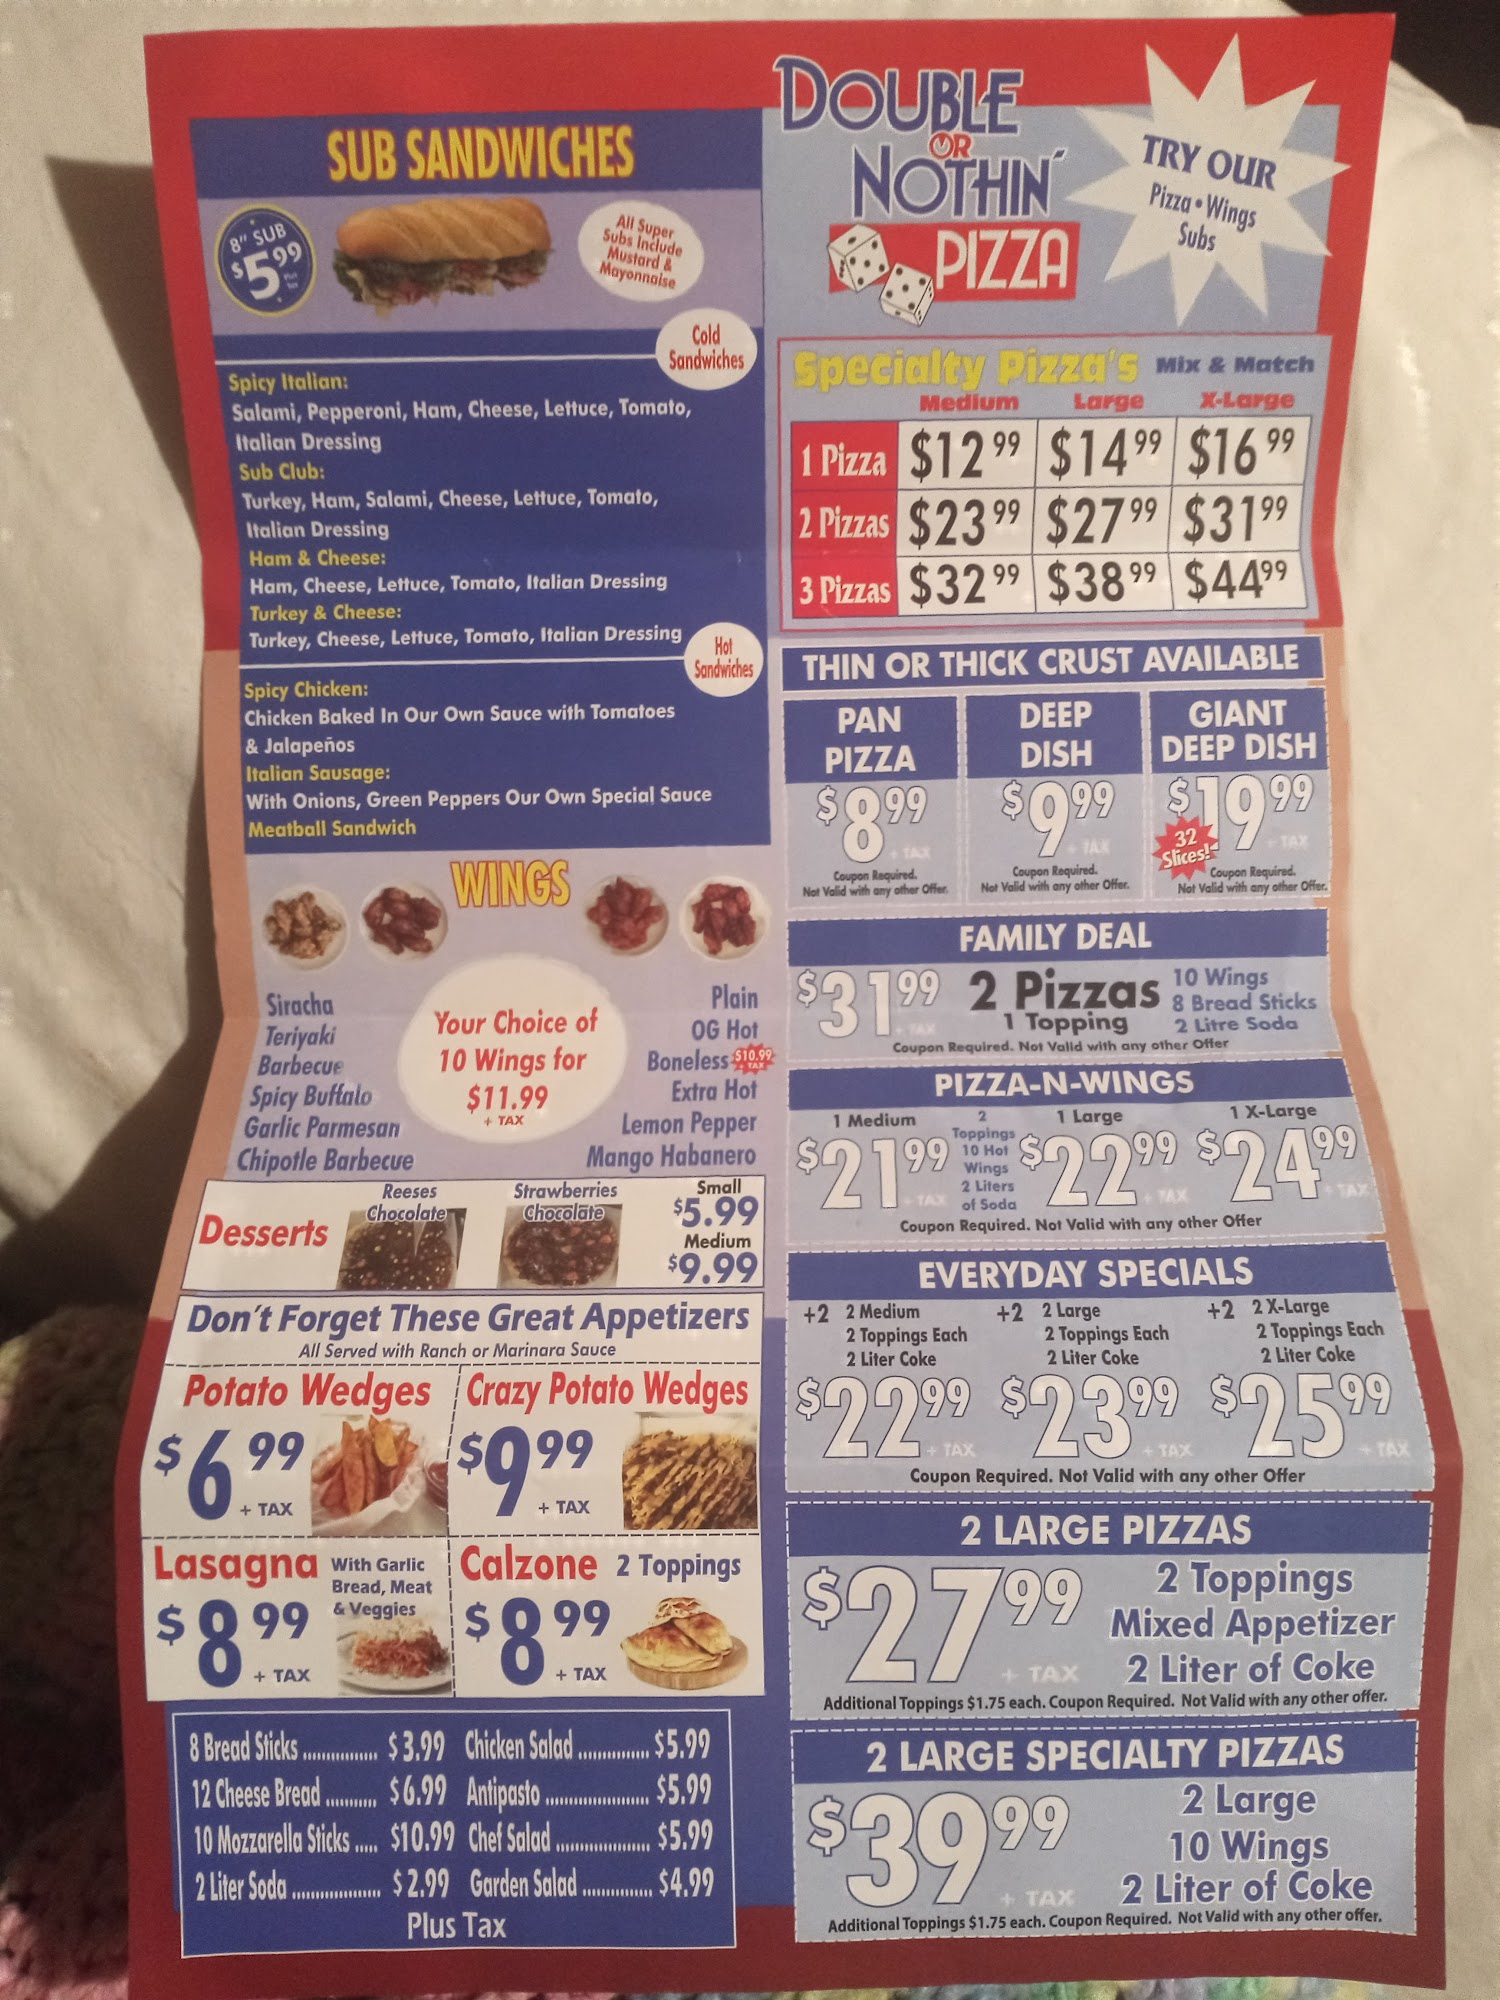 SUB SANDWICHES
8" SUB
$5.99
All Super
Subs Include
Mustard &
Mayonnaise
Cold
Sandwiches
Spicy Italian:
Salami, Pepperoni, Ham, Cheese, Lettuce, Tomato,
Italian Dressing
Sub Club:
Turkey, Ham, Salami, Cheese, Lettuce, Tomato,
Italian Dressing
Ham & Cheese:
Ham, Cheese, Lettuce, Tomato, Italian Dressing
Turkey & Cheese:
Turkey, Cheese, Lettuce, Tomato, Italian Dressing
Hot
Sandwiches
Spicy Chicken:
Chicken Baked In Our Own Sauce with Tomatoes
& Jalapeños
Italian Sausage:
With Onions, Green Peppers Our Own Special Sauce
Meatball Sandwich
WINGS
Siracha
Teriyaki
Barbecue
Spicy Buffalo
Garlic Parmesan
Chipotle Barbecue
Your Choice of
10 Wings for
$11.99
+ TAX
Plain
OG Hot
Boneless $10.99
+ TAX
Extra Hot
Lemon Pepper
Mango Habanero
Desserts
Reeses
Chocolate
Strawberries
Chocolate
Small
$5.99
Medium
$9.99
Don't Forget These Great Appetizers
All Served with Ranch or Marinara Sauce
Potato Wedges
$6.99
+ TAX
Crazy Potato Wedges
$9.99
+ TAX
Lasagna
With Garlic
Bread, Meat
& Veggies
$8.99
+ TAX
Calzone 2 Toppings
$8.99
+ TAX
8 Bread Sticks ................ $3.99
12 Cheese Bread ........... $6.99
10 Mozzarella Sticks ..... $10.99
2 Liter Soda ................... $2.99
Chicken Salad ............... $5.99
Antipasto ...................... $5.99
Chef Salad .................... $5.99
Garden Salad ............... $4.99
Plus Tax
DOUBLE
OR
NOTHIN'
PIZZA
TRY OUR
Pizza • Wings
Subs
Specialty Pizza's Mix & Match
Medium Large X-Large
1 Pizza $12.99 $14.99 $16.99
2 Pizzas $23.99 $27.99 $31.99
3 Pizzas $32.99 $38.99 $44.99
THIN OR THICK CRUST AVAILABLE
PAN
PIZZA
$8.99
+ TAX
Coupon Required.
Not Valid with any other Offer.
DEEP
DISH
$9.99
+ TAX
Coupon Required.
Not Valid with any other Offer.
GIANT
DEEP DISH
$19.99
+ TAX
32
Slices!
Coupon Required.
Not Valid with any other Offer.
FAMILY DEAL
$31.99
+ TAX
2 Pizzas
1 Topping
10 Wings
8 Bread Sticks
2 Litre Soda
Coupon Required. Not Valid with any other Offer
PIZZA-N-WINGS
1 Medium
$21.99
+ TAX
2
Toppings
10 Hot
Wings
2 Liters
of Soda
1 Large
$22.99
+ TAX
1 X-Large
$24.99
+ TAX
Coupon Required. Not Valid with any other Offer
EVERYDAY SPECIALS
+2 2 Medium
2 Toppings Each
2 Liter Coke
$22.99
+ TAX
+2 2 Large
2 Toppings Each
2 Liter Coke
$23.99
+ TAX
+2 2 X-Large
2 Toppings Each
2 Liter Coke
$25.99
+ TAX
Coupon Required. Not Valid with any other Offer
2 LARGE PIZZAS
$27.99
+ TAX
2 Toppings
Mixed Appetizer
2 Liter of Coke
Additional Toppings $1.75 each. Coupon Required. Not Valid with any other offer.
2 LARGE SPECIALTY PIZZAS
$39.99
+ TAX
2 Large
10 Wings
2 Liter of Coke
Additional Toppings $1.75 each. Coupon Required. Not Valid with any other offer.